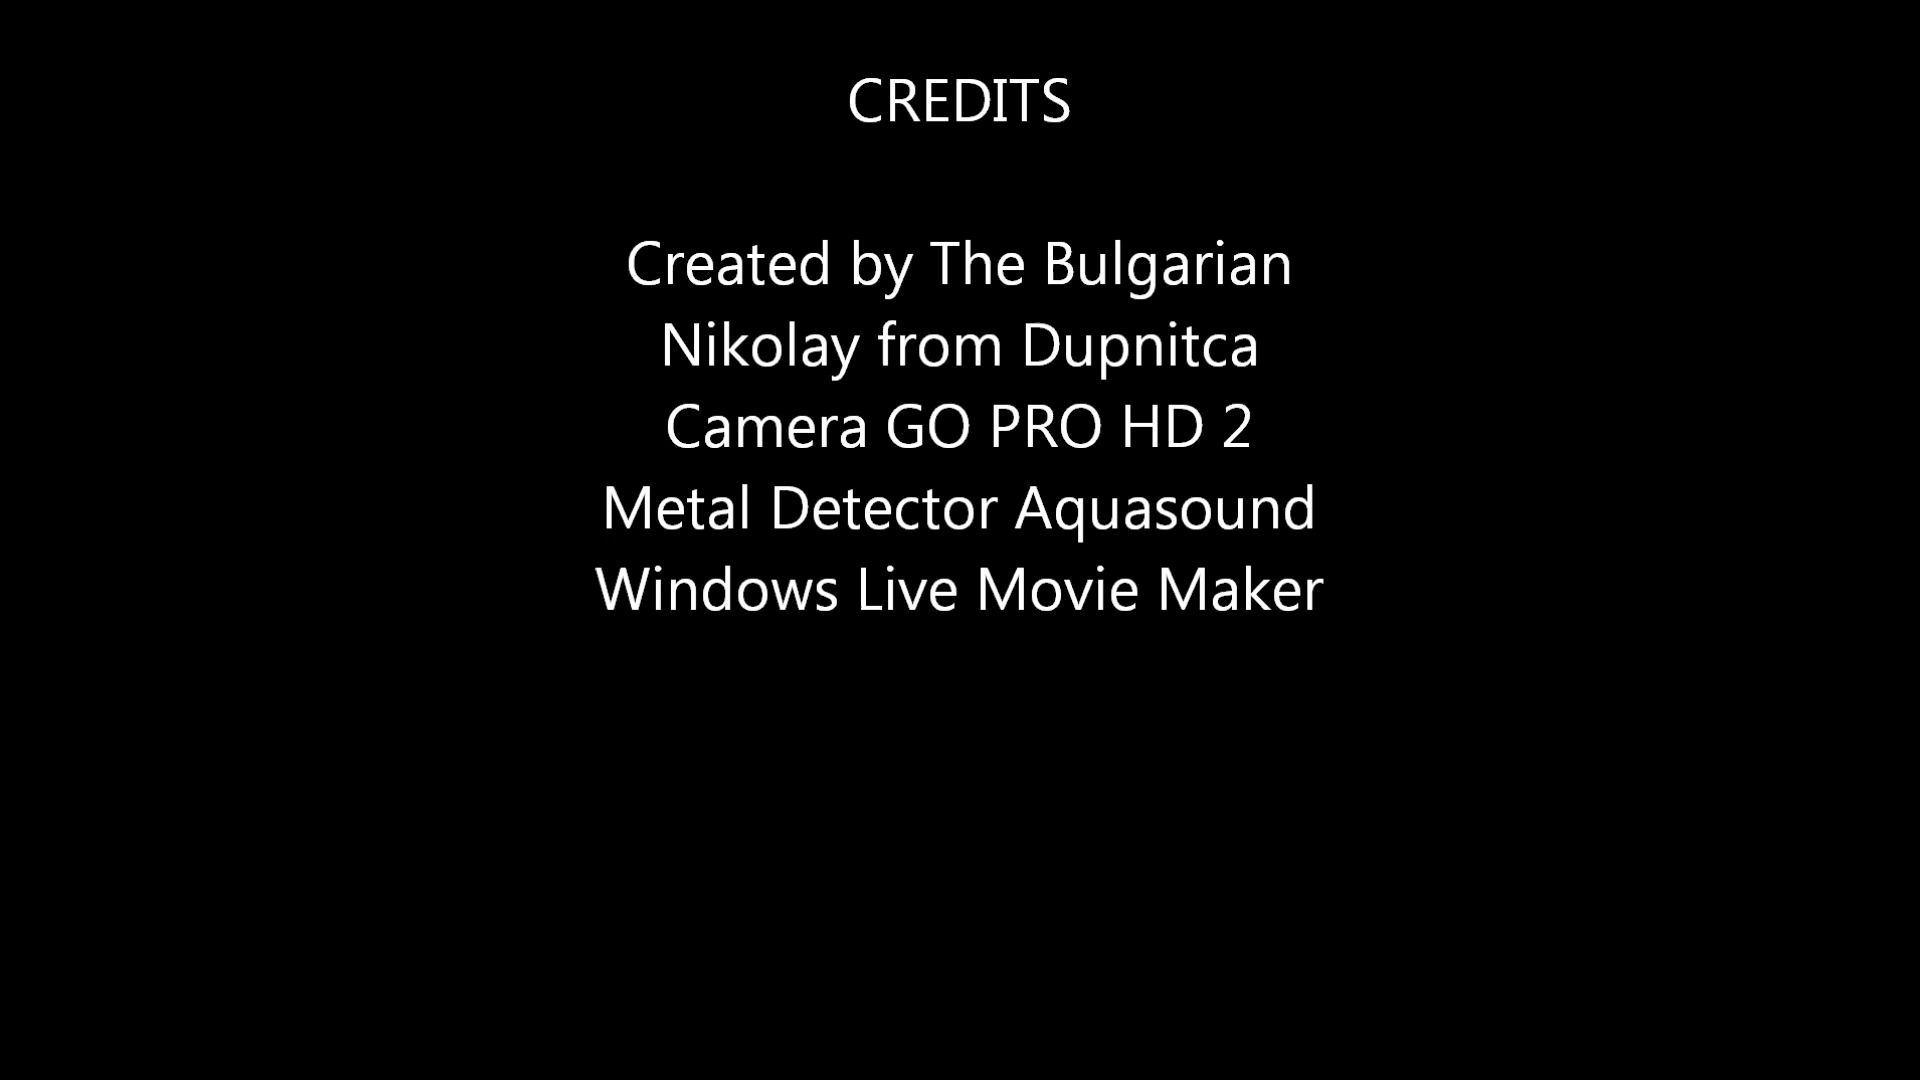 CREDITS
Created by The Bulgarian
Nikolay from Dupnitca
Camera GO PRO HD 2
Metal Detector Aquasound
Windows Live Movie Maker